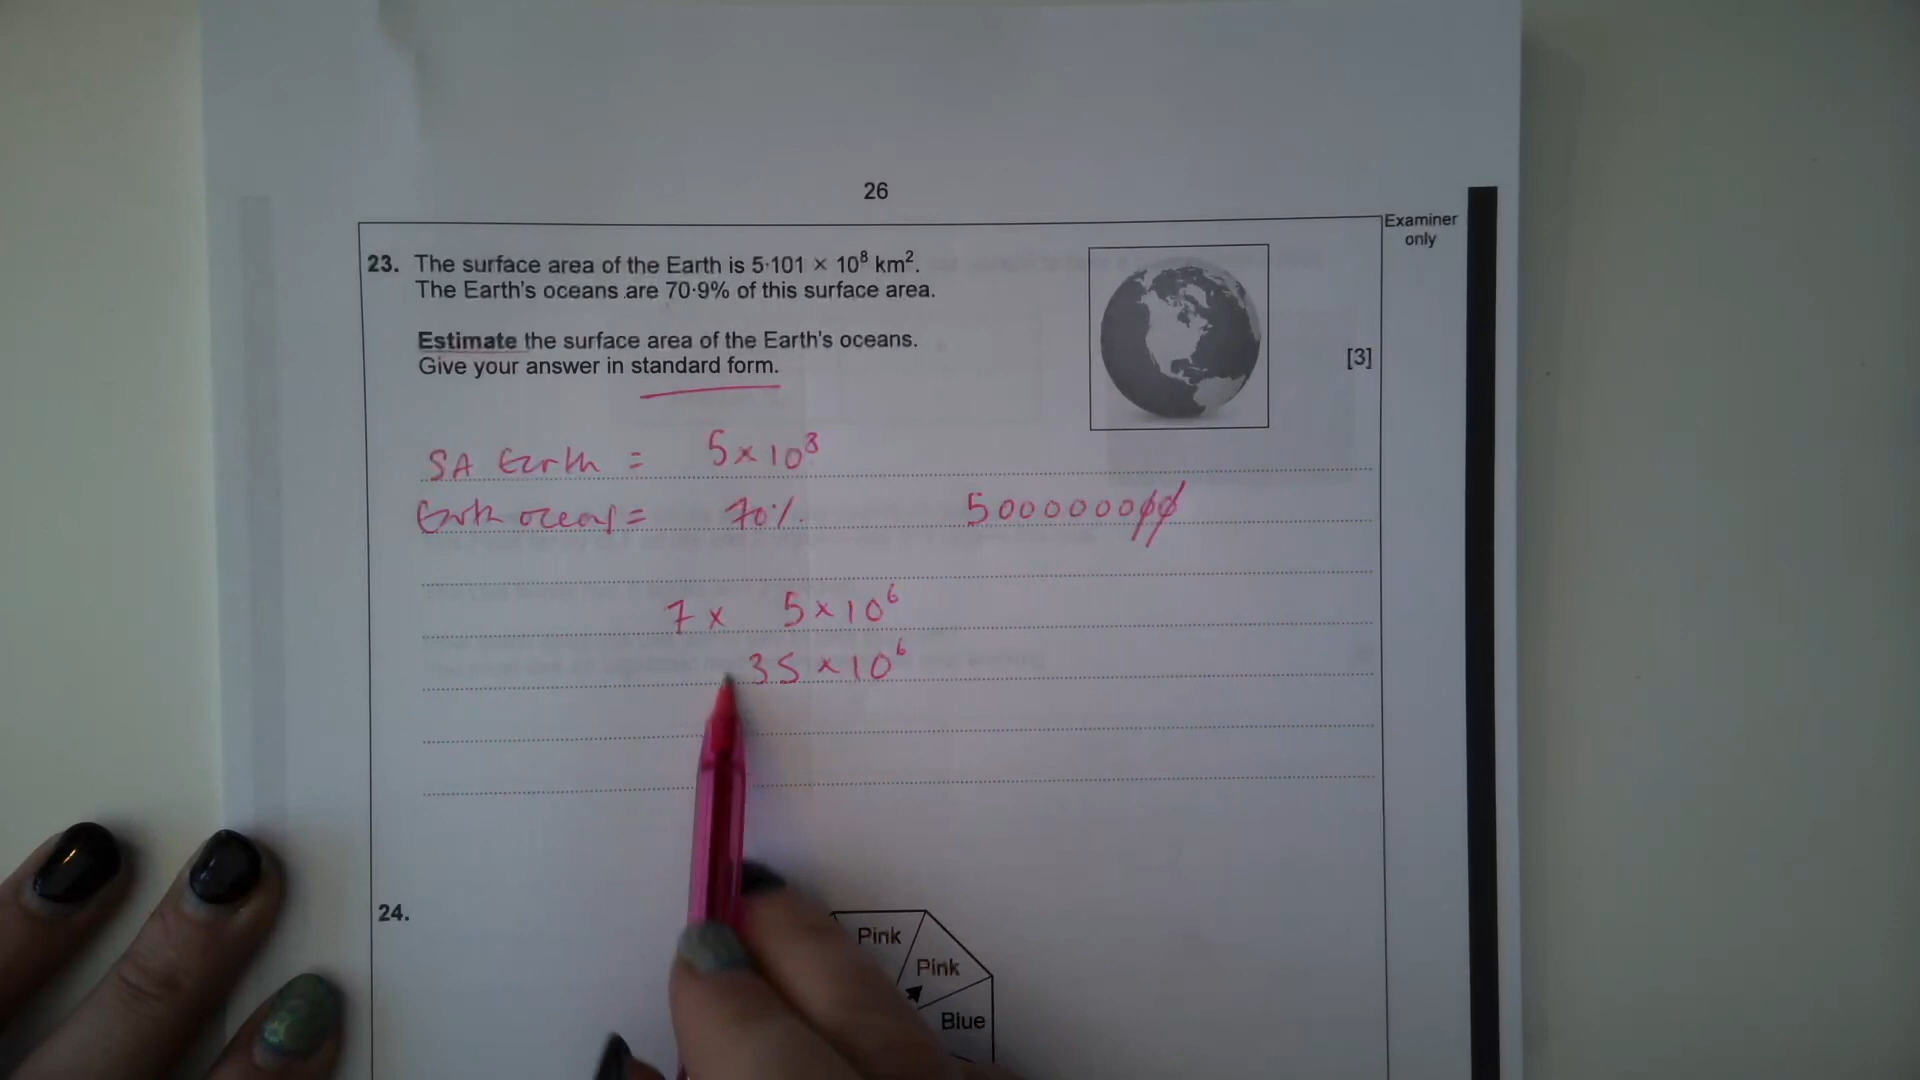 26
Examiner
only
23. The surface area of the Earth is 5·101 × 10⁸ km².
The Earth's oceans are 70·9% of this surface area.
Estimate the surface area of the Earth's oceans.
Give your answer in standard form.
[3]
SA Earth = 5×10⁸
Earth oceans = 70% 500000000
7 × 5×10⁶
35×10⁶
24.
Pink
Pink
Blue